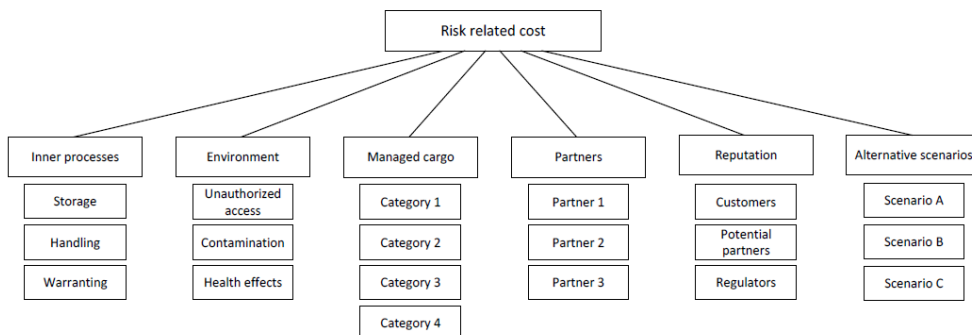 Risk related cost
Inner processes
Environment
Managed cargo
Partners
Reputation
Alternative scenarios
Storage
Handling
Warranting
Unauthorized
access
Contamination
Health effects
Category 1
Category 2
Category 3
Category 4
Partner 1
Partner 2
Partner 3
Customers
Potential
partners
Regulators
Scenario A
Scenario B
Scenario C